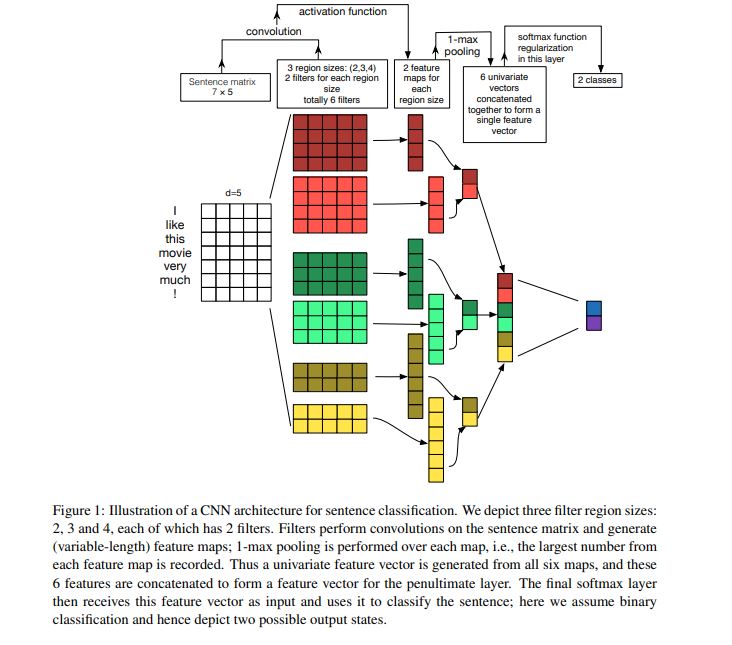 activation function
convolution
1-max
pooling
softmax function
regularization
in this layer
Sentence matrix
7 × 5
3 region sizes: (2,3,4)
2 filters for each region
size
totally 6 filters
2 feature
maps for
each
region size
6 univariate
vectors
concatenated
together to form a
single feature
vector
2 classes
d=5
I
like
this
movie
very
much
!
Figure 1: Illustration of a CNN architecture for sentence classification. We depict three filter region sizes:
2, 3 and 4, each of which has 2 filters. Filters perform convolutions on the sentence matrix and generate
(variable-length) feature maps; 1-max pooling is performed over each map, i.e., the largest number from
each feature map is recorded. Thus a univariate feature vector is generated from all six maps, and these
6 features are concatenated to form a feature vector for the penultimate layer. The final softmax layer
then receives this feature vector as input and uses it to classify the sentence; here we assume binary
classification and hence depict two possible output states.